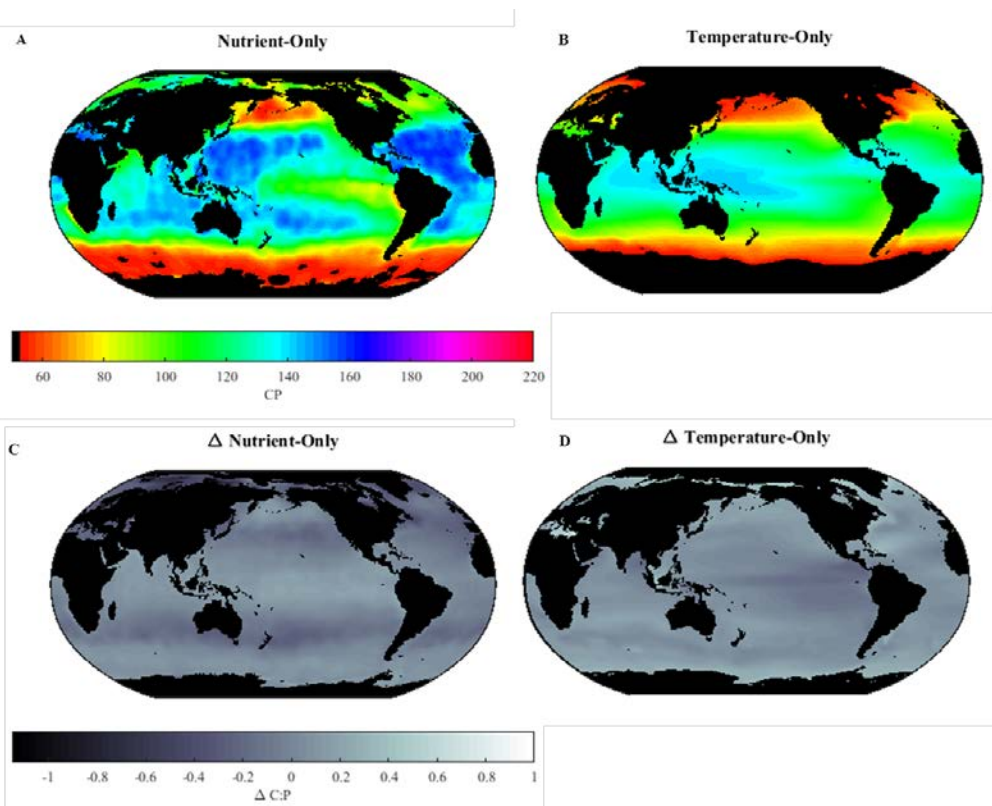 A
Nutrient-Only
B
Temperature-Only
60 80 100 120 140 160 180 200 220
CP
C
△ Nutrient-Only
D
△ Temperature-Only
-1 -0.8 -0.6 -0.4 -0.2 0 0.2 0.4 0.6 0.8 1
△ C:P